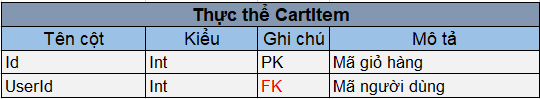 Thực thể CartItem
Tên cột Kiểu Ghi chú Mô tả
Id Int PK Mã giỏ hàng
UserId Int FK Mã người dùng